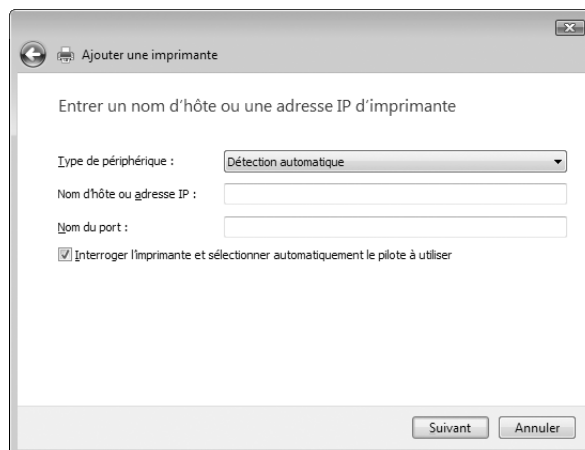 Ajouter une imprimante
Entrer un nom d'hôte ou une adresse IP d'imprimante
Type de périphérique :
Détection automatique
Nom d'hôte ou adresse IP :
Nom du port :
Interroger l'imprimante et sélectionner automatiquement le pilote à utiliser
Suivant
Annuler